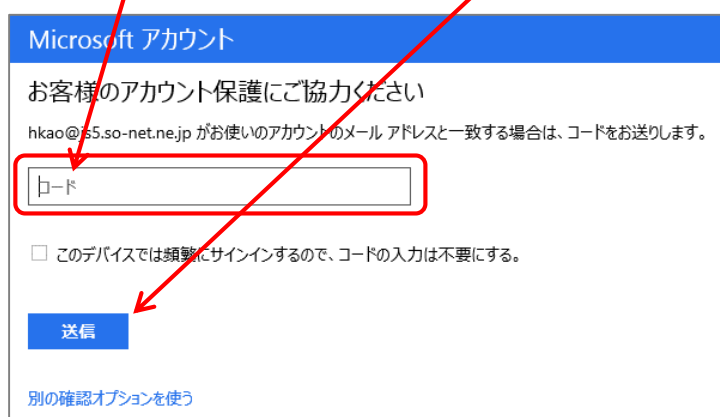 Microsoft アカウント
お客様のアカウント保護にご協力ください
hkao@js5.so-net.ne.jp がお使いのアカウントのメール アドレスと一致する場合は、コードをお送りします。
コード
このデバイスでは頻繁にサインインするので、コードの入力は不要にする。
送信
別の確認オプションを使う